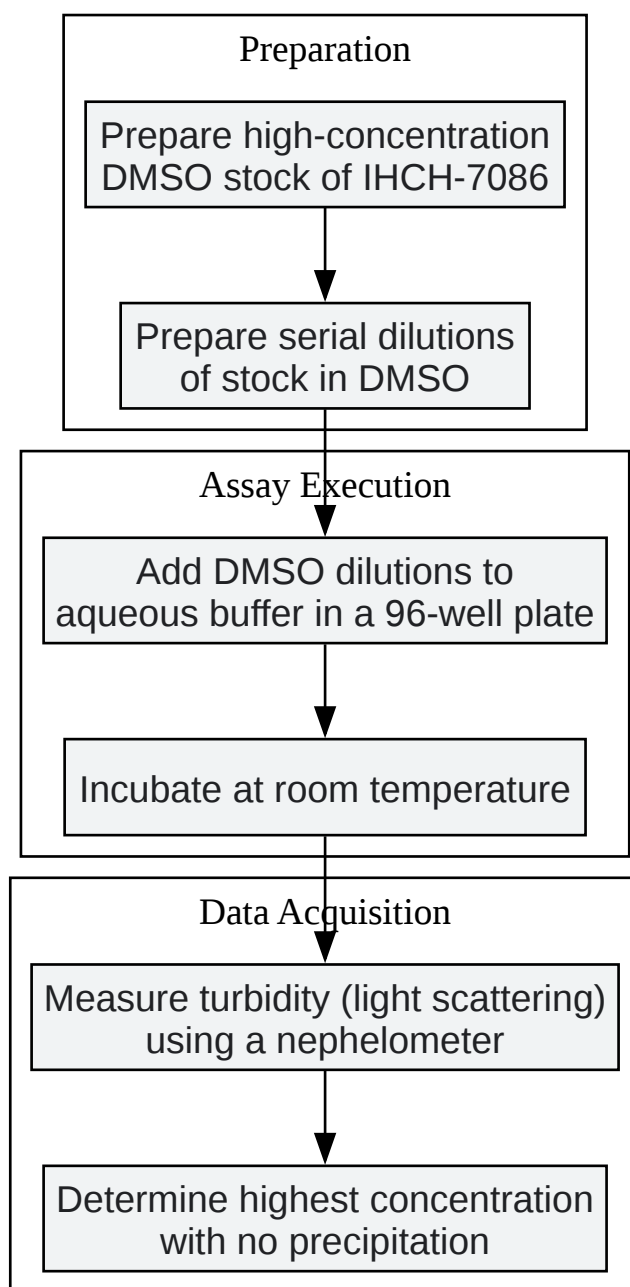 Preparation
Prepare high-concentration
DMSO stock of IHCH-7086
Prepare serial dilutions
of stock in DMSO
Assay Execution
Add DMSO dilutions to
aqueous buffer in a 96-well plate
Incubate at room temperature
Data Acquisition
Measure turbidity (light scattering)
using a nephelometer
Determine highest concentration
with no precipitation